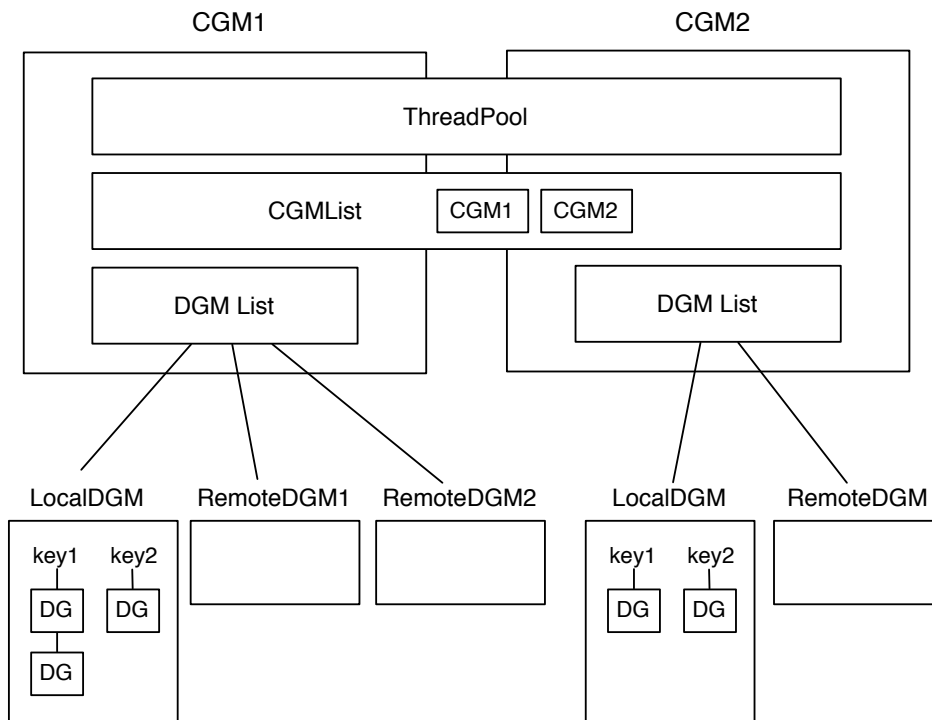 CGM1 CGM2
ThreadPool
CGMList CGM1 CGM2
DGM List DGM List
LocalDGM RemoteDGM1 RemoteDGM2 LocalDGM RemoteDGM
key1 key2 key1 key2
DG DG DG DG
DG